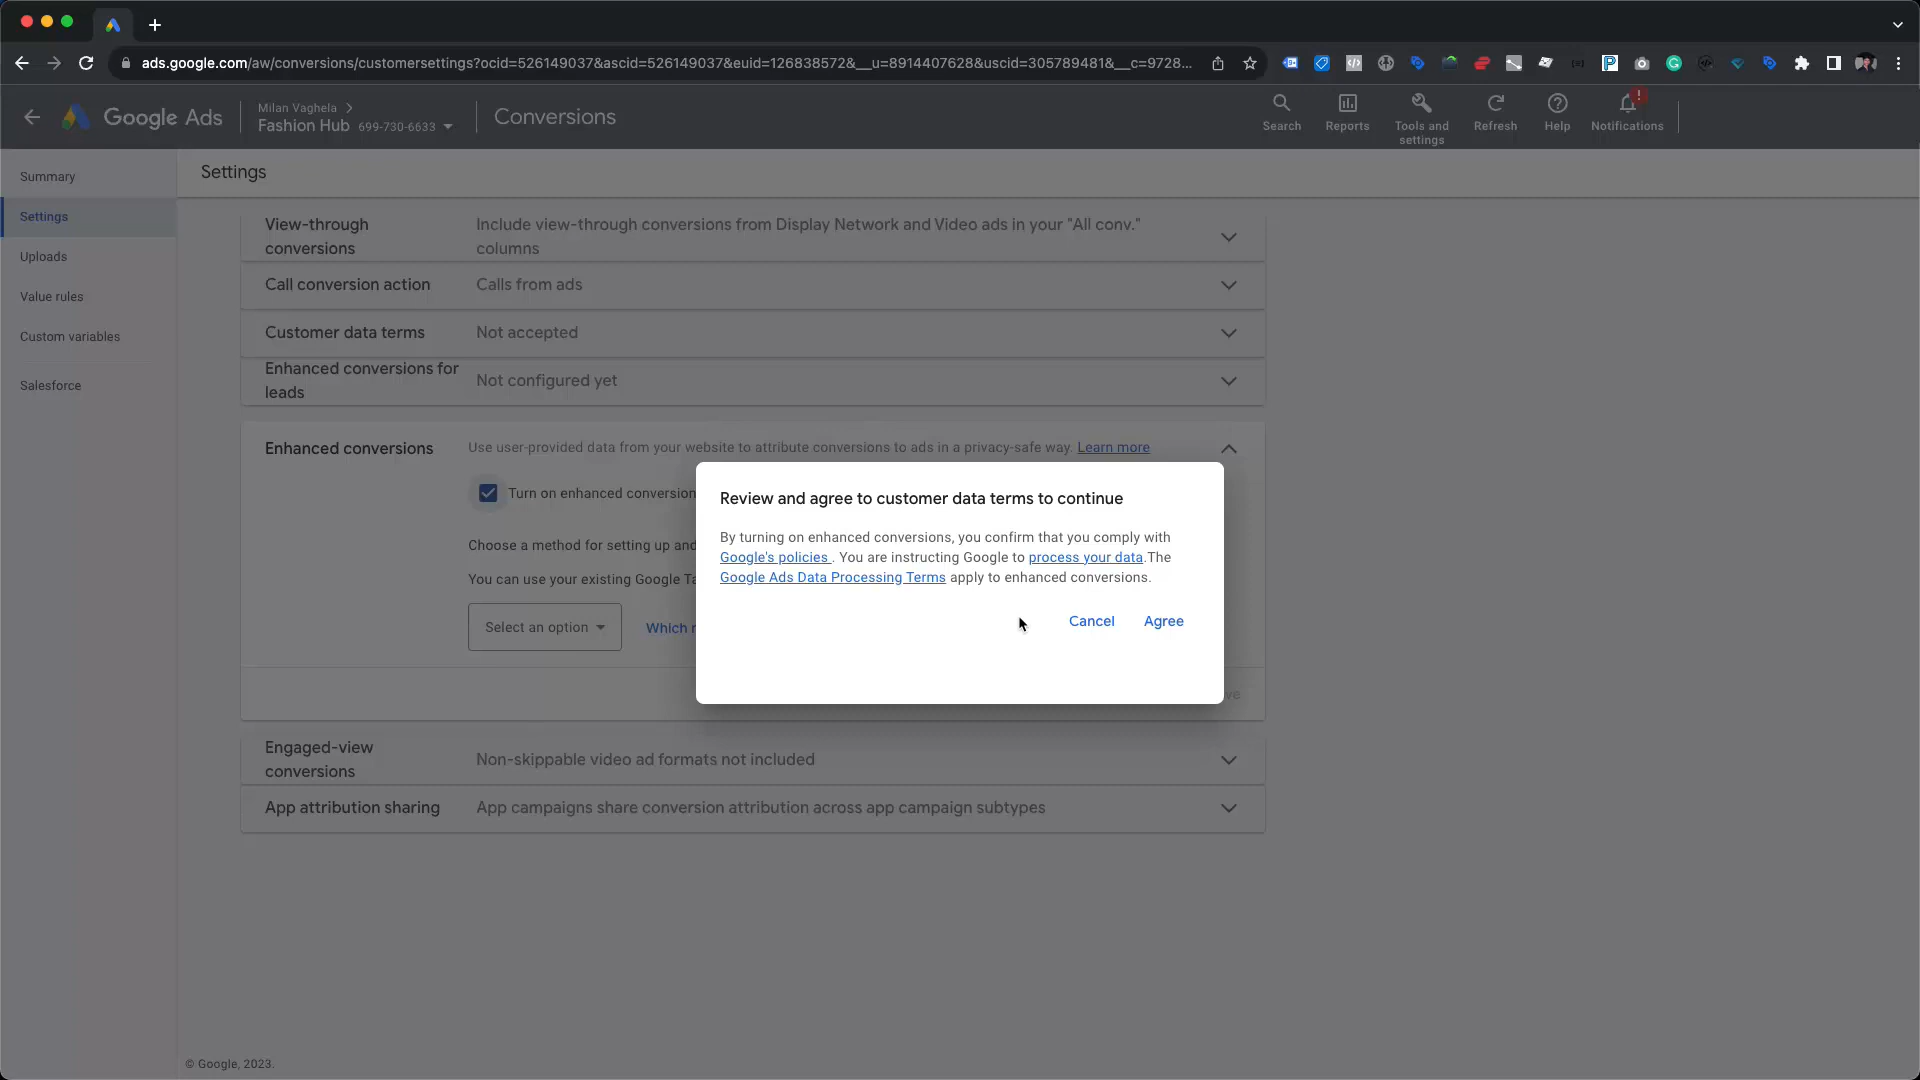 ads.google.com/aw/conversions/customersettings?ocid=526149037&ascid=526149037&euid=126838572&__u=8914407628&uscid=305789481&__c=9728...
Google Ads
Milan Vaghela
Fashion Hub 699-730-6633
Conversions
Search
Reports
Tools and
settings
Refresh
Help
!
Notifications
Summary
Settings
Uploads
Value rules
Custom variables
Salesforce
Settings
View-through
conversions
Include view-through conversions from Display Network and Video ads in your "All conv."
columns
Call conversion action
Calls from ads
Customer data terms
Not accepted
Enhanced conversions for
leads
Not configured yet
Enhanced conversions
Use user-provided data from your website to attribute conversions to ads in a privacy-safe way. Learn more
Turn on enhanced conversion
Choose a method for setting up and
You can use your existing Google Ta
Select an option
Which
Review and agree to customer data terms to continue
By turning on enhanced conversions, you confirm that you comply with
Google's policies . You are instructing Google to process your data.The
Google Ads Data Processing Terms apply to enhanced conversions.
Cancel
Agree
Engaged-view
conversions
Non-skippable video ad formats not included
App attribution sharing
App campaigns share conversion attribution across app campaign subtypes
© Google, 2023.